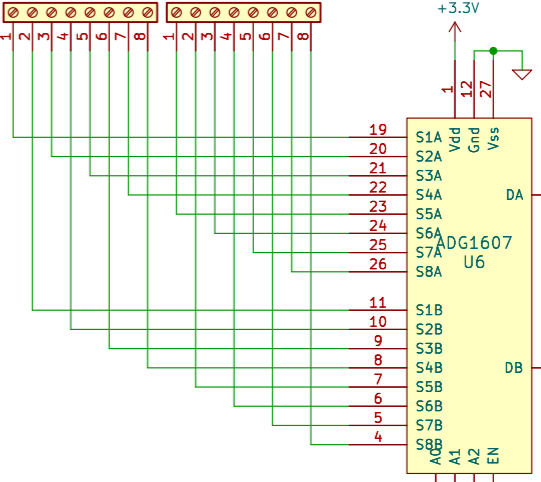 +3.3V
1 2 3 4 5 6 7 8 1 2 3 4 5 6 7 8
1 12 27
Vdd Gnd Vss
19 S1A
20 S2A
21 S3A
22 S4A DA
23 S5A
24 S6A
ADG1607
25 S7A
U6
26 S8A
11 S1B
10 S2B
9 S3B
8 S4B DB
7 S5B
6 S6B
5 S7B
4 S8B
A0 A1 A2 EN